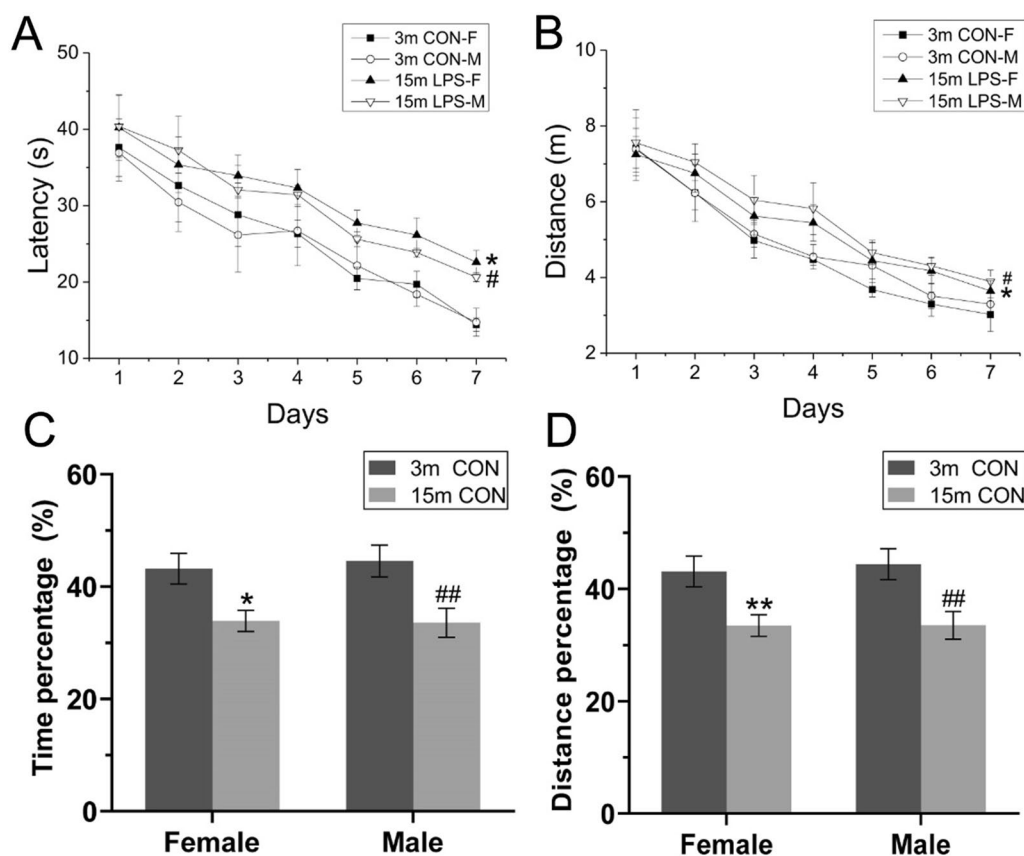 A
50
40
30
20
10
Latency (s)
3m CON-F
3m CON-M
15m LPS-F
15m LPS-M
*
#
1 2 3 4 5 6 7
Days
B
10
8
6
4
2
Distance (m)
3m CON-F
3m CON-M
15m LPS-F
15m LPS-M
#
*
1 2 3 4 5 6 7
Days
C
60
40
20
0
Time percentage (%)
3m CON
15m CON
*
##
Female Male
D
60
40
20
0
Distance percentage (%)
3m CON
15m CON
**
##
Female Male